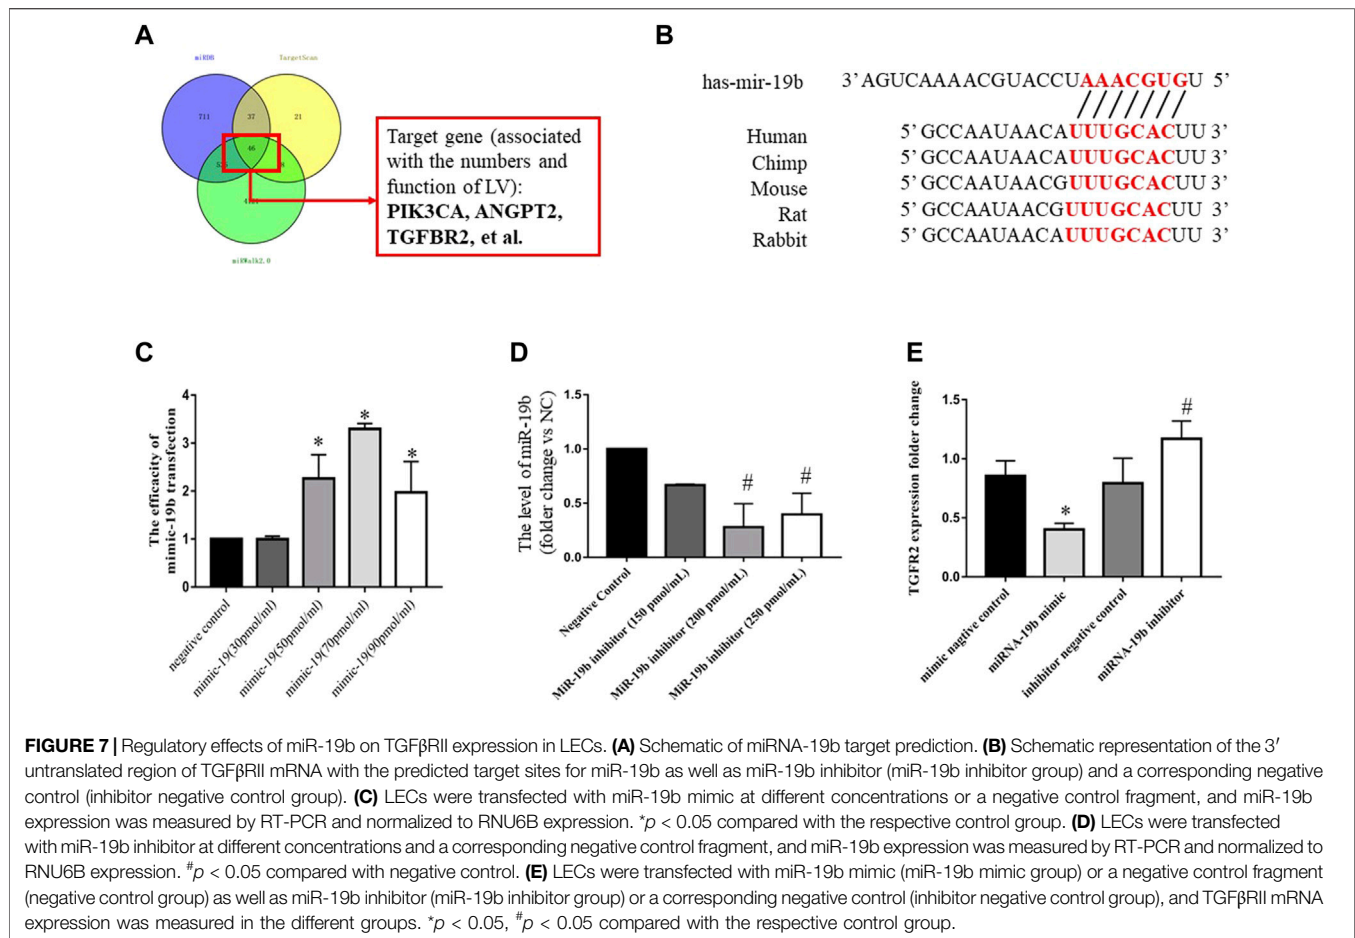 A
miRDB
TargetScan
711
37
21
46
miRWalk2.0
Target gene (associated
with the numbers and
function of LV):
PIK3CA, ANGPT2,
TGFBR2, et al.
B
has-mir-19b 3’AGUCAAAACGUACCUAAACGUGU 5’
Human 5’GCCAAUAACAUUUGCACUU 3’
Chimp 5’GCCAAUAACAUUUGCACUU 3’
Mouse 5’GCCAAUAACGUUUGCACUU 3’
Rat 5’GCCAAUAACGUUUGCACUU 3’
Rabbit 5’GCCAAUAACAUUUGCACUU 3’
C
The efficacy of
mimic-19b transfection
4
3
2
1
0
*
*
*
negative control
mimic-19(30pmol/ml)
mimic-19(50pmol/ml)
mimic-19(70pmol/ml)
mimic-19(90pmol/ml)
D
The level of miR-19b
(folder change vs NC)
1.5
1.0
0.5
0.0
#
#
Negative Control
MiR-19b inhibitor (150 pmol/mL)
MiR-19b inhibitor (200 pmol/mL)
MiR-19b inhibitor (250 pmol/mL)
E
TGFR2 expression folder change
1.5
1.0
0.5
0.0
*
#
mimic nagtive control
miRNA-19b mimic
inhibitor negative control
miRNA-19b inhibitor
FIGURE 7 | Regulatory effects of miR-19b on TGFβRII expression in LECs. (A) Schematic of miRNA-19b target prediction. (B) Schematic representation of the 3′
untranslated region of TGFβRII mRNA with the predicted target sites for miR-19b as well as miR-19b inhibitor (miR-19b inhibitor group) and a corresponding negative
control (inhibitor negative control group). (C) LECs were transfected with miR-19b mimic at different concentrations or a negative control fragment, and miR-19b
expression was measured by RT-PCR and normalized to RNU6B expression. *p < 0.05 compared with the respective control group. (D) LECs were transfected
with miR-19b inhibitor at different concentrations and a corresponding negative control fragment, and miR-19b expression was measured by RT-PCR and normalized to
RNU6B expression. #p < 0.05 compared with negative control. (E) LECs were transfected with miR-19b mimic (miR-19b mimic group) or a negative control fragment
(negative control group) as well as miR-19b inhibitor (miR-19b inhibitor group) or a corresponding negative control (inhibitor negative control group), and TGFβRII mRNA
expression was measured in the different groups. *p < 0.05, #p < 0.05 compared with the respective control group.